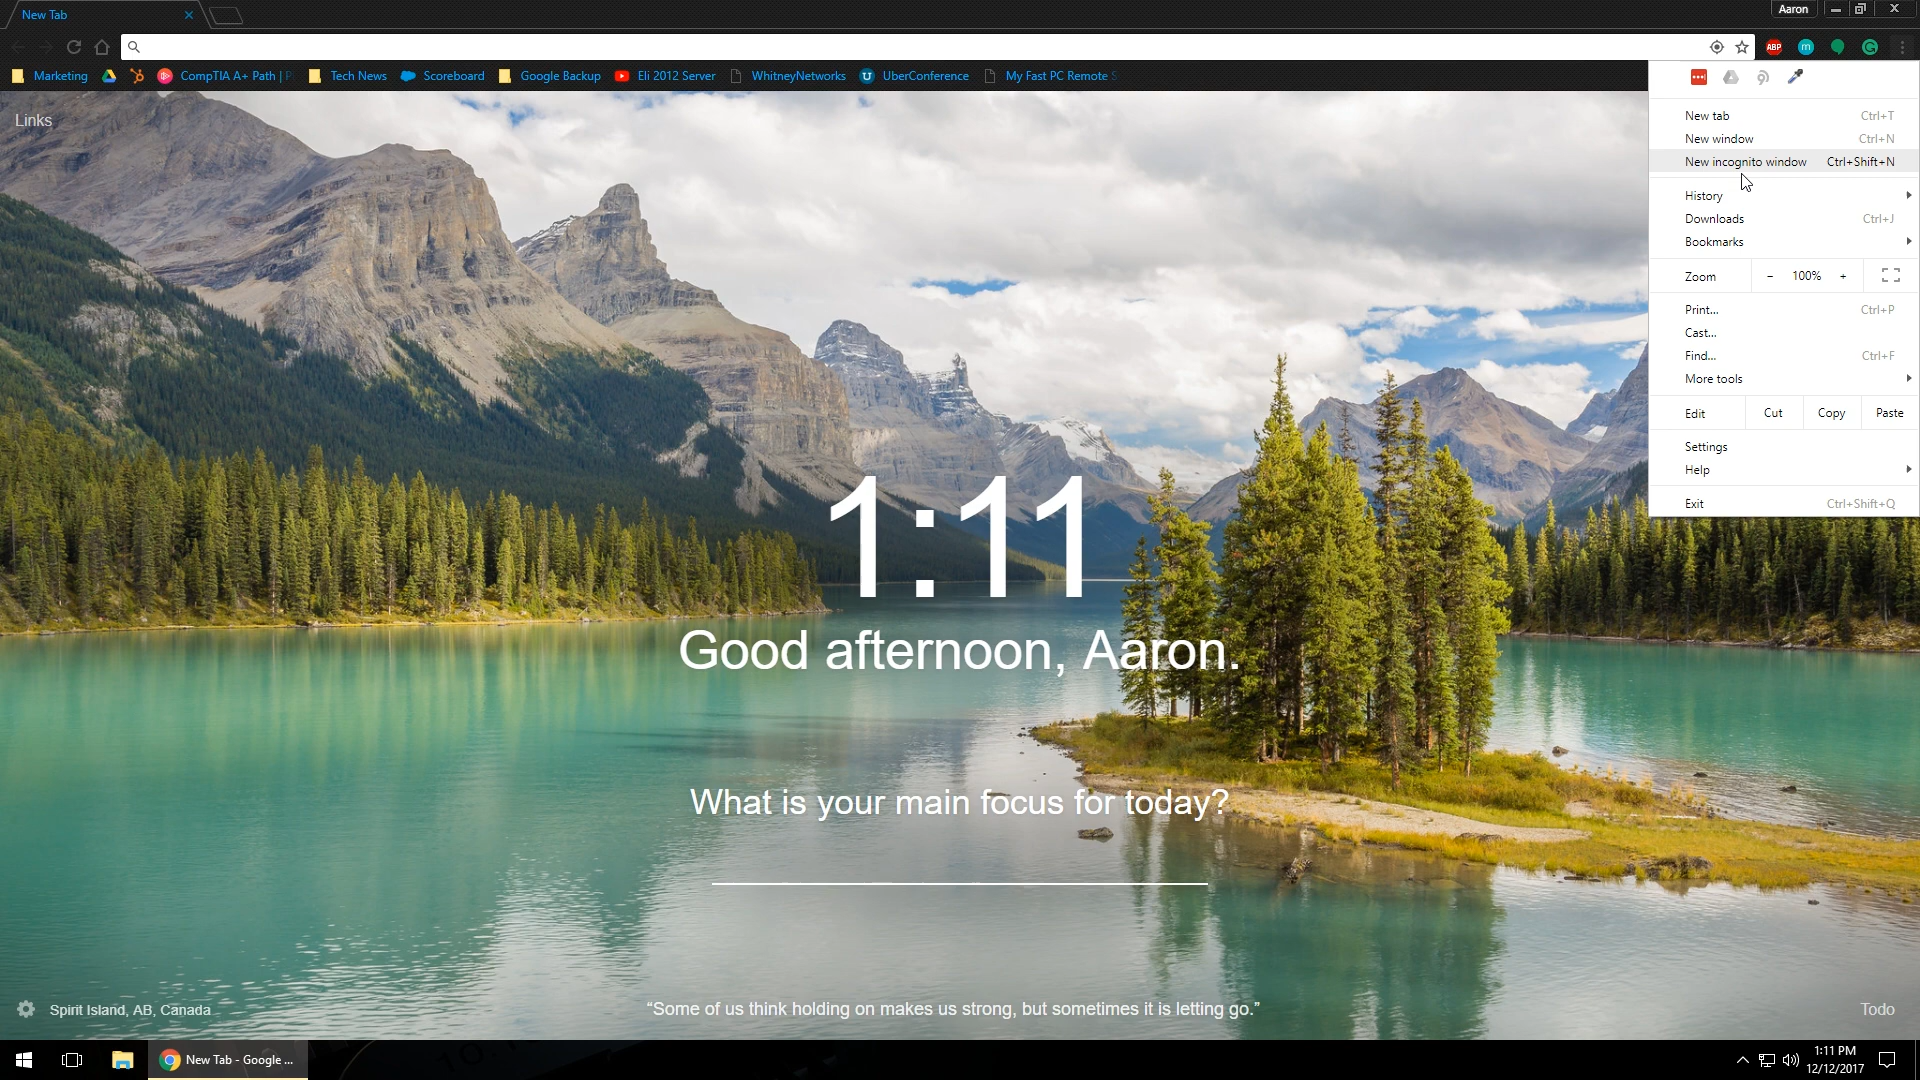 New Tab
Aaron
ABP
m
Marketing
CompTIA A+ Path | P
Tech News
Scoreboard
Google Backup
Eli 2012 Server
WhitneyNetworks
U UberConference
My Fast PC Remote S
Links
New tab Ctrl+T
New window Ctrl+N
New incognito window Ctrl+Shift+N
History
Downloads Ctrl+J
Bookmarks
Zoom - 100% +
Print... Ctrl+P
Cast...
Find... Ctrl+F
More tools
Edit Cut Copy Paste
Settings
Help
Exit Ctrl+Shift+Q
1:11
Good afternoon, Aaron.
What is your main focus for today?
Spirit Island, AB, Canada
“Some of us think holding on makes us strong, but sometimes it is letting go.”
Todo
New Tab - Google ...
1:11 PM
12/12/2017